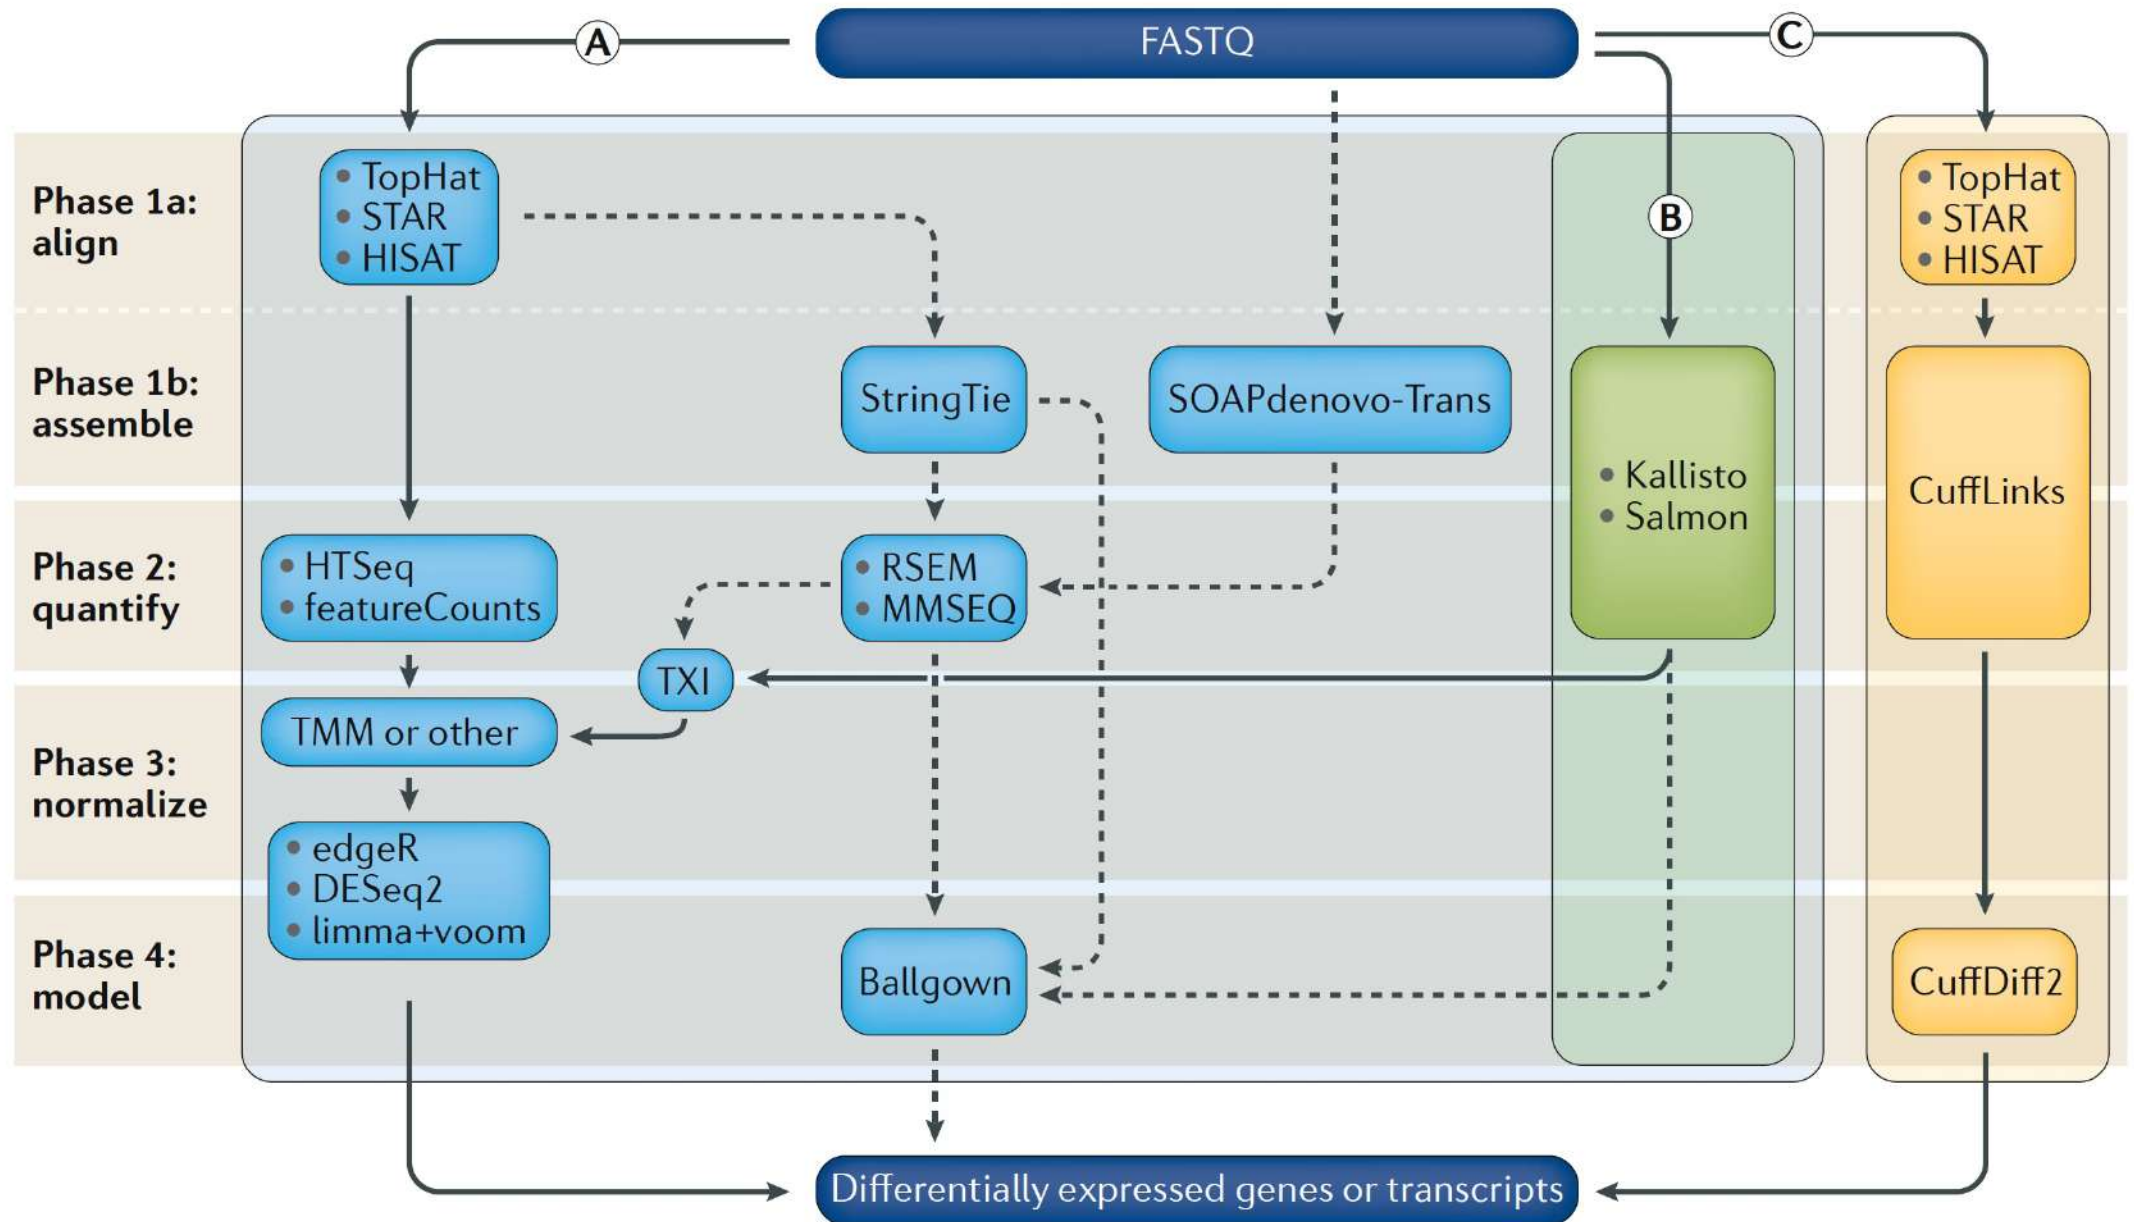 A
FASTQ
C
Phase 1a:
align
• TopHat
• STAR
• HISAT
B
• TopHat
• STAR
• HISAT
Phase 1b:
assemble
StringTie
SOAPdenovo-Trans
• Kallisto
• Salmon
CuffLinks
Phase 2:
quantify
• HTSeq
• featureCounts
• RSEM
• MMSEQ
TXI
Phase 3:
normalize
TMM or other
• edgeR
• DESeq2
• limma+voom
Phase 4:
model
Ballgown
CuffDiff2
Differentially expressed genes or transcripts